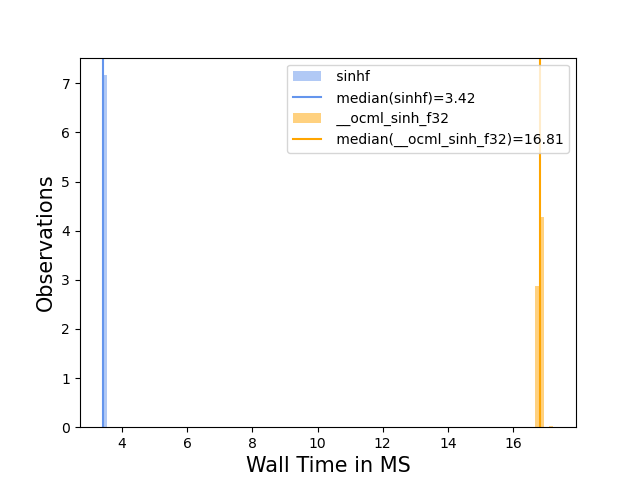 sinhf
median(sinhf)=3.42
__ocml_sinh_f32
median(__ocml_sinh_f32)=16.81
7
6
5
4
3
2
1
0
Observations
4 6 8 10 12 14 16
Wall Time in MS